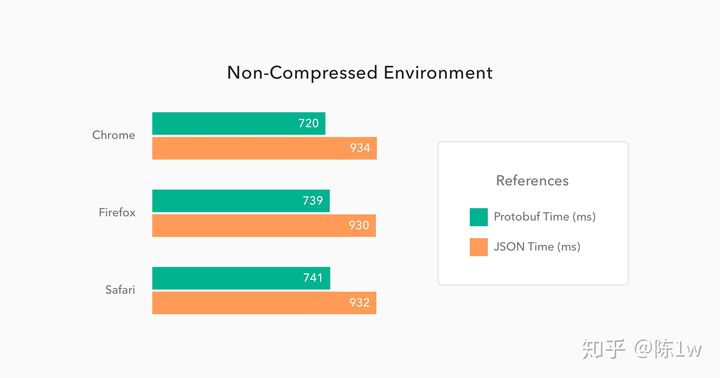 Non-Compressed Environment
Chrome
720
934
Firefox
739
930
Safari
741
932
References
Protobuf Time (ms)
JSON Time (ms)
知乎 @陈1w